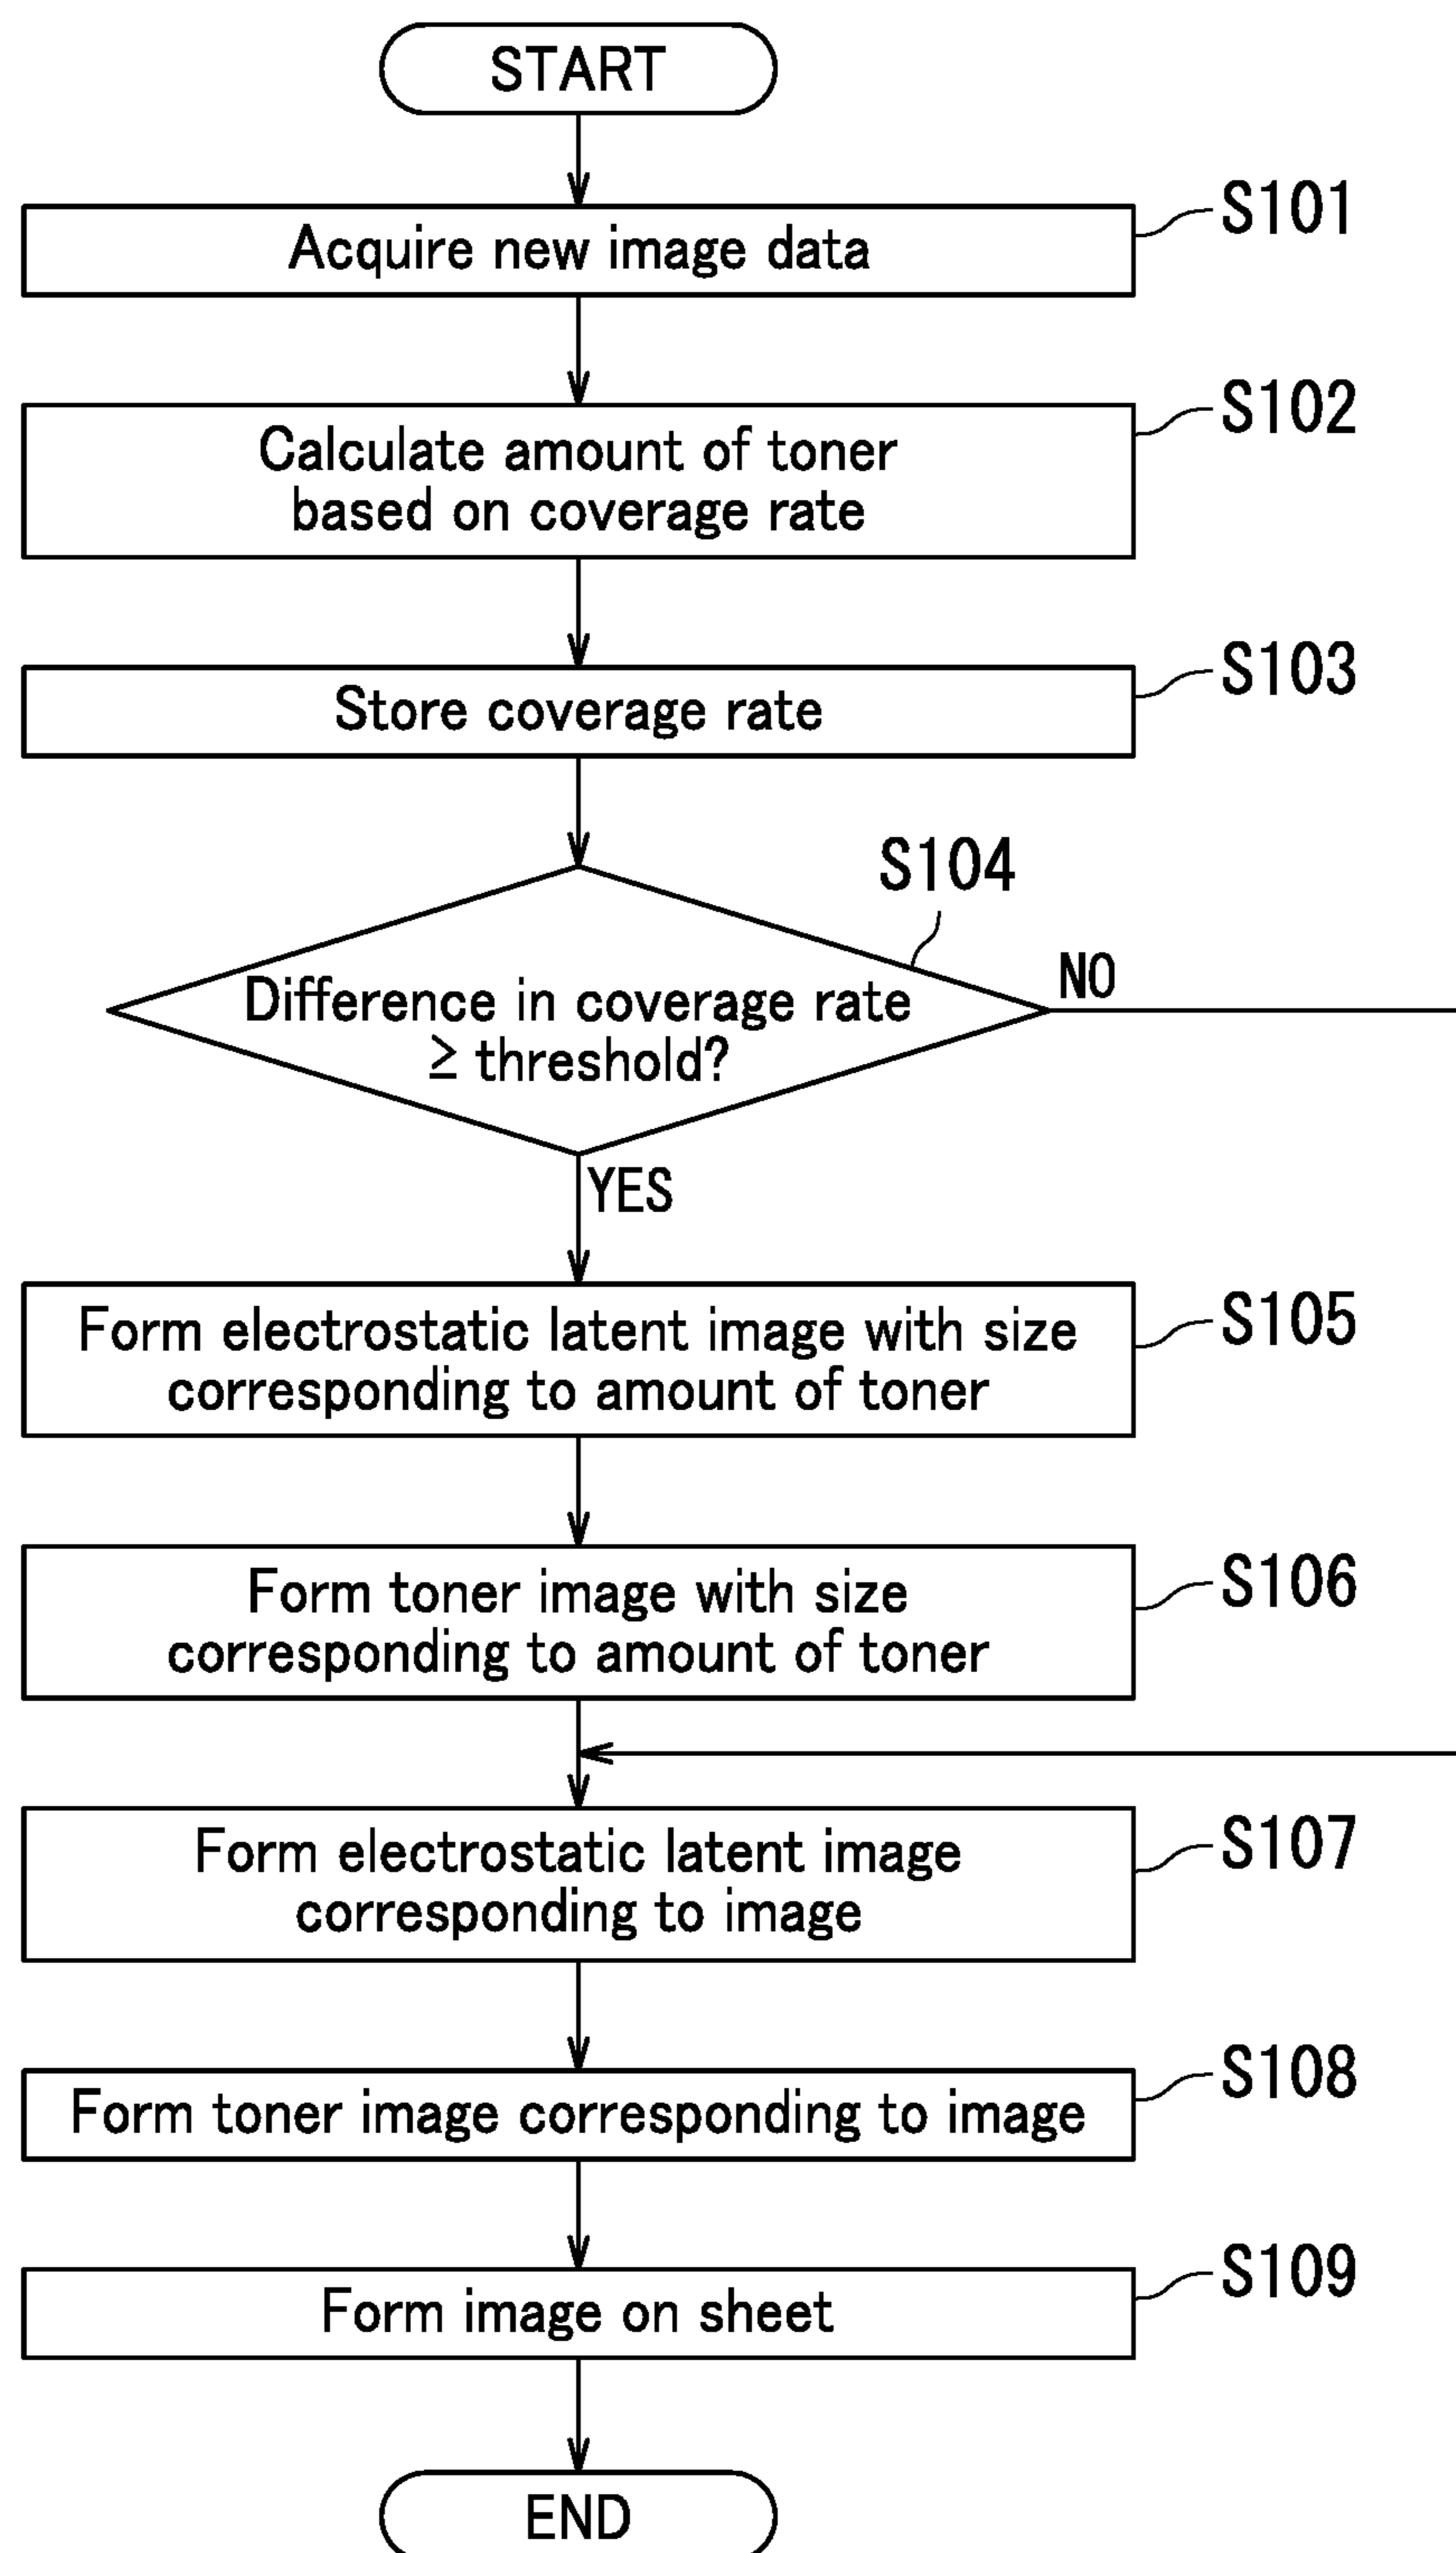 START
S101
Acquire new image data
S102
Calculate amount of toner
based on coverage rate
S103
Store coverage rate
S104
NO
Difference in coverage rate
≥ threshold?
YES
S105
Form electrostatic latent image with size
corresponding to amount of toner
S106
Form toner image with size
corresponding to amount of toner
S107
Form electrostatic latent image
corresponding to image
S108
Form toner image corresponding to image
S109
Form image on sheet
END